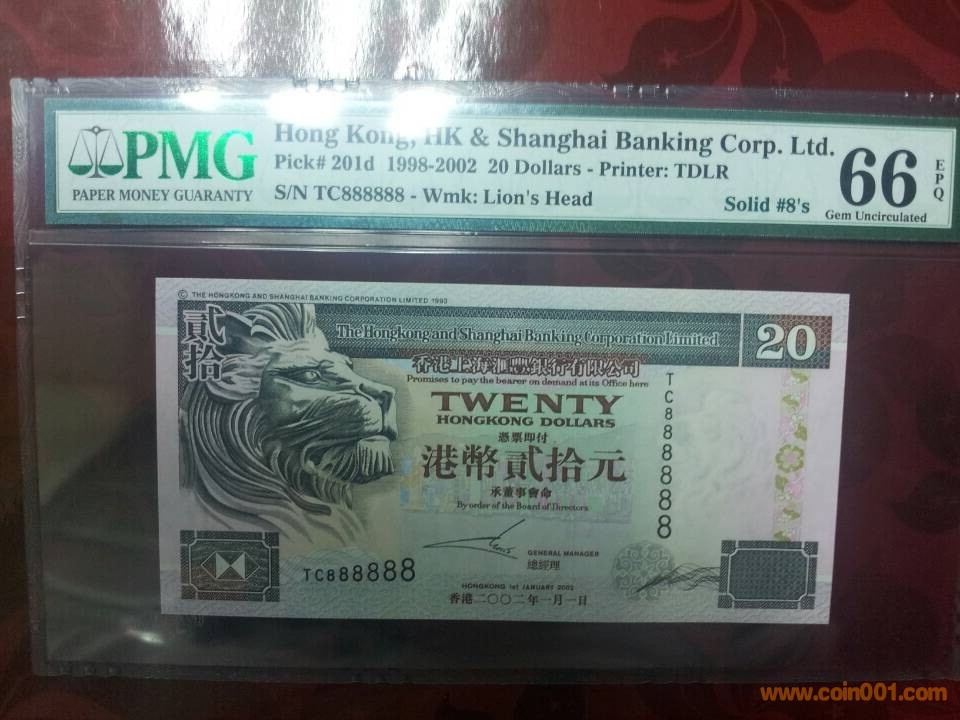 PMG
PAPER MONEY GUARANTY
Hong Kong, HK & Shanghai Banking Corp. Ltd.
Pick# 201d 1998-2002 20 Dollars - Printer: TDLR
S/N TC888888 - Wmk: Lion's Head
Solid #8's
66
EPQ
Gem Uncirculated
© THE HONGKONG AND SHANGHAI BANKING CORPORATION LIMITED 1993
貳拾
The Hongkong and Shanghai Banking Corporation Limited
20
香港上海滙豐銀行有限公司
Promises to pay the bearer on demand at its Office here
TC888888
TWENTY
HONGKONG DOLLARS
憑票即付
港幣貳拾元
承董事會命
By order of the Board of Directors
GENERAL MANAGER
總經理
TC888888
HONGKONG 1st JANUARY 2002
香港二〇〇二年一月一日
www.coin001.com